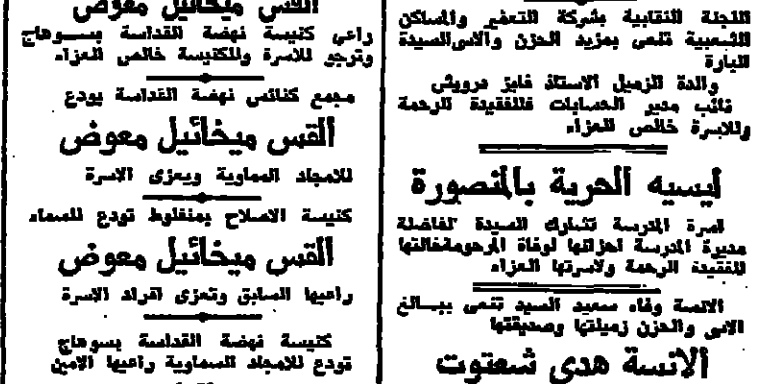 اللجنة النقابية بشركة التعمير والمساكن
الشعبية تنعى بمزيد الحزن والاسى السيدة
البارة
والدة الزميل الاستاذ فايز درويش
نائب مدير الحسابات فللفقيدة الرحمة
وللاسرة خالص العزاء
ليسيه الحرية بالمنصورة
اسرة المدرسة تشارك السيدة الفاضلة
مديرة المدرسة احزانها لوفاة المرحومة خالتها
للفقيدة الرحمة ولاسرتها العزاء
الانسة وفاء سعيد السيد تنعى ببالغ
الاسى والحزن زميلتها وصديقتها
الانسة هدى شعتوت
القس ميخائيل معوض
راعي كنيسة نهضة القداسة بسوهاج
وترجو للاسرة وللكنيسة خالص العزاء
مجمع كنائس نهضة القداسة يودع
القس ميخائيل معوض
للامجاد السماوية ويعزى الاسرة
كنيسة الاصلاح بمنفلوط تودع للسماء
القس ميخائيل معوض
راعيها السابق وتعزى افراد الاسرة
كنيسة نهضة القداسة بسوهاج
تودع للامجاد السماوية راعيها الامين